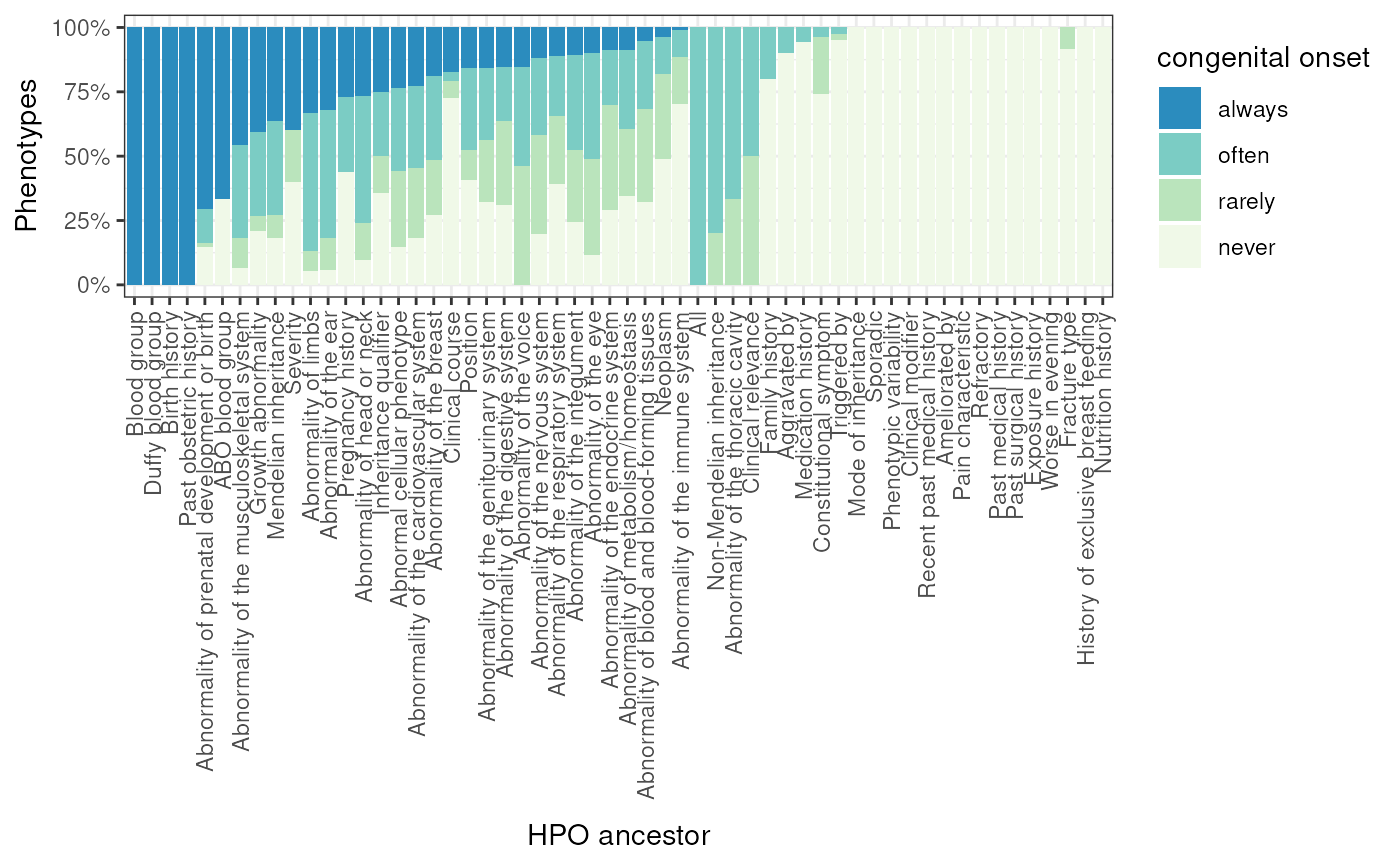 100%
75%
50%
25%
0%
Phenotypes
Blood group
Duffy blood group
Birth history
Past obstetric history
Abnormality of prenatal development or birth
ABO blood group
Abnormality of the musculoskeletal system
Growth abnormality
Mendelian inheritance
Severity
Abnormality of limbs
Abnormality of the ear
Pregnancy history
Abnormality of head or neck
Inheritance qualifier
Abnormal cellular phenotype
Abnormality of the cardiovascular system
Abnormality of the breast
Clinical course
Position
Abnormality of the genitourinary system
Abnormality of the digestive system
Abnormality of the voice
Abnormality of the nervous system
Abnormality of the respiratory system
Abnormality of the integument
Abnormality of the eye
Abnormality of the endocrine system
Abnormality of metabolism/homeostasis
Abnormality of blood and blood-forming tissues
Neoplasm
Abnormality of the immune system
All
Non-Mendelian inheritance
Abnormality of the thoracic cavity
Clinical relevance
Family history
Aggravated by
Medication history
Constitutional symptom
Triggered by
Mode of inheritance
Sporadic
Phenotypic variability
Clinical modifier
Recent past medical history
Ameliorated by
Pain characteristic
Refractory
Past medical history
Past surgical history
Exposure history
Worse in evening
Fracture type
History of exclusive breast feeding
Nutrition history
HPO ancestor
congenital onset
always
often
rarely
never